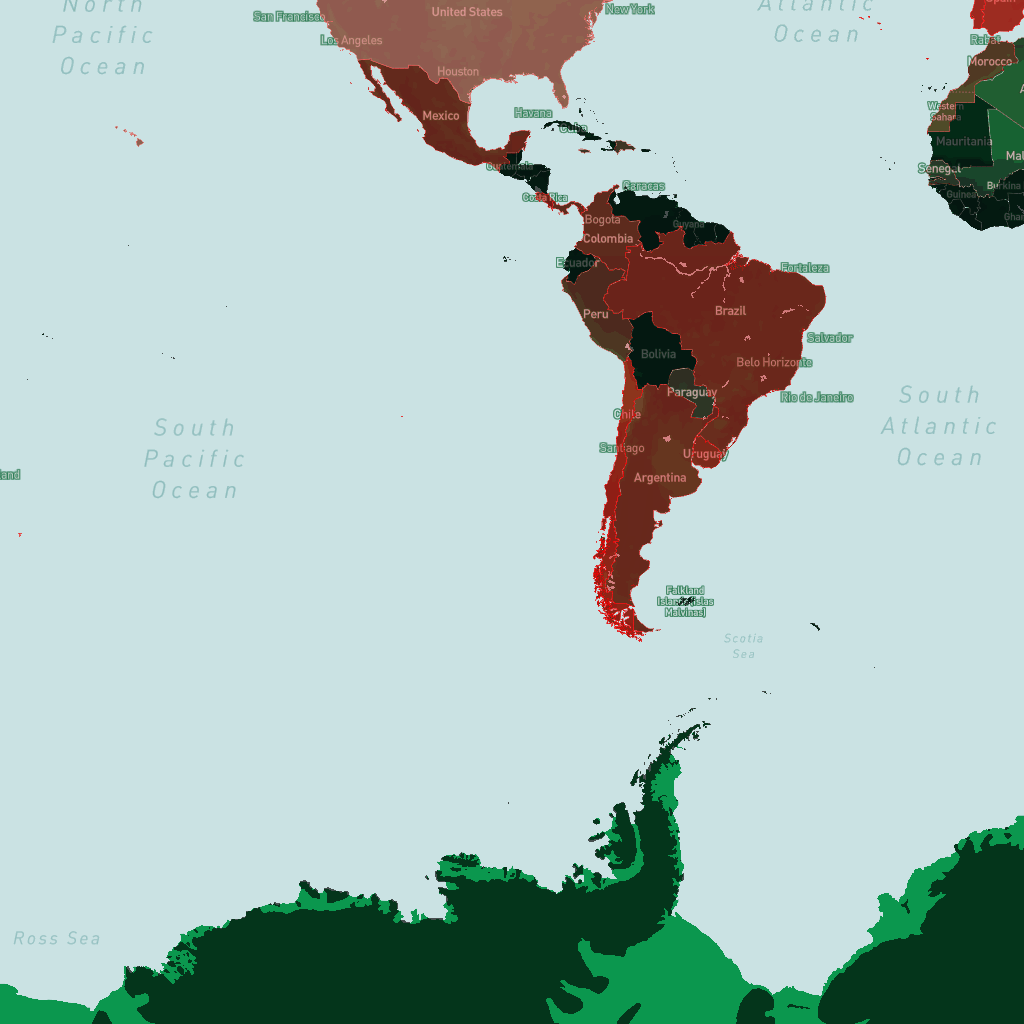 North
Pacific
Ocean
San Francisco
United States
New York
Los Angeles
Houston
Atlantic
Ocean
Spain
Rabat
Morocco
Western
Sahara
Mauritania
Senegal
Burkina
Guinea
Mexico
Havana
Cuba
Guatemala
Costa Rica
Caracas
Guyana
Bogota
Colombia
Ecuador
Fortaleza
Peru
Brazil
Salvador
Bolivia
Belo Horizonte
Paraguay
Rio de Janeiro
Chile
Santiago
Uruguay
Argentina
South
Pacific
Ocean
South
Atlantic
Ocean
land
Falkland
Islands (Islas
Malvinas)
Scotia
Sea
Ross Sea